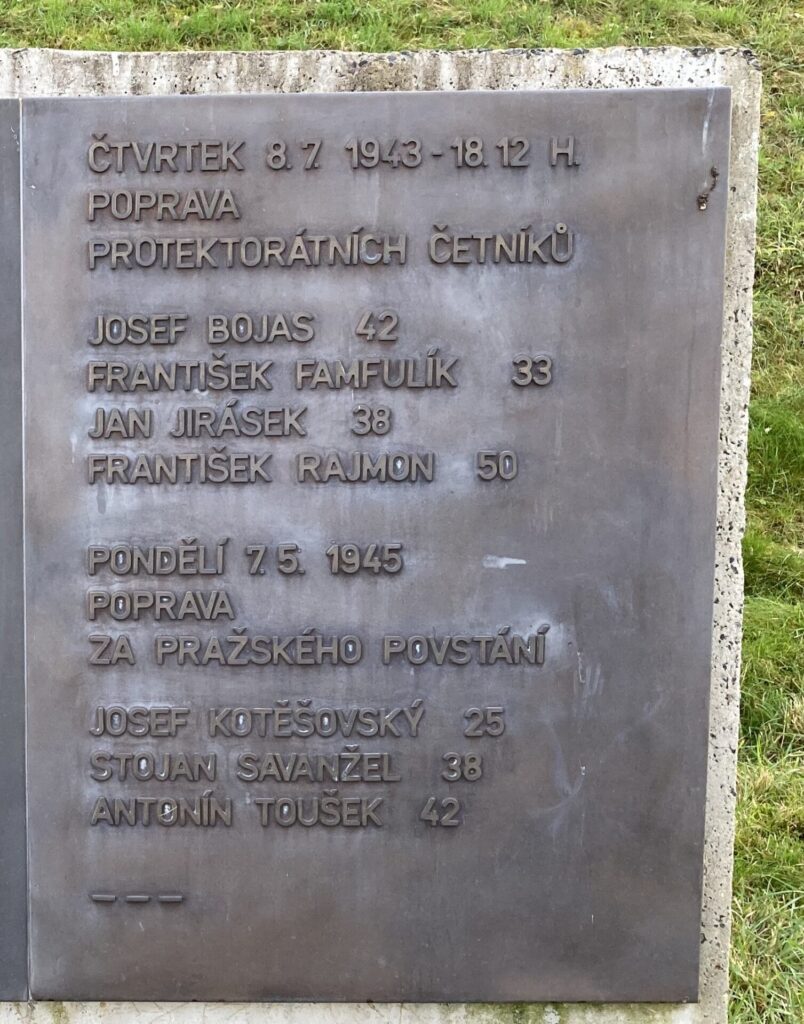 ČTVRTEK 8. 7. 1943 - 18. 12 H.
POPRAVA
PROTEKTORÁTNÍCH ČETNÍKŮ
JOSEF BOJAS 42
FRANTIŠEK FAMFULÍK 33
JAN JIRÁSEK 38
FRANTIŠEK RAJMON 50
PONDĚLÍ 7. 5. 1945
POPRAVA
ZA PRAŽSKÉHO POVSTÁNÍ
JOSEF KOTĚŠOVSKÝ 25
STOJAN SAVANŽEL 38
ANTONÍN TOUŠEK 42
– – –